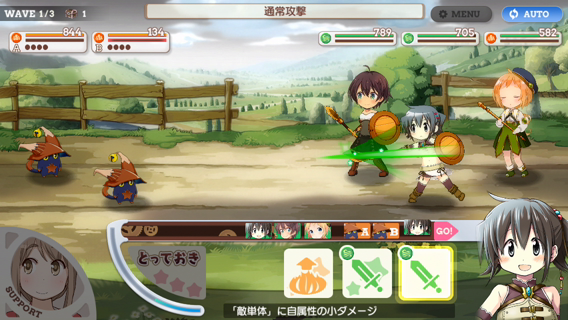 WAVE 1/3 1
通常攻撃
MENU
AUTO
844
134
789
705
582
A
B
A
B
GO!
とっておき
SUPPORT
「敵単体」に自属性の小ダメージ